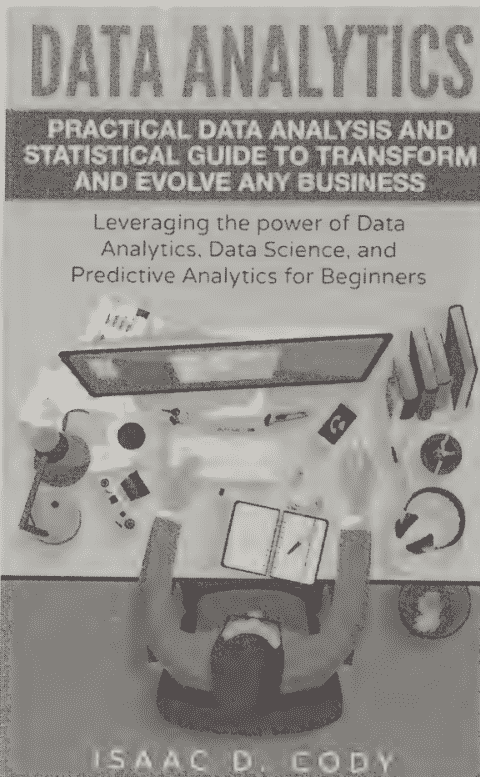 DATA ANALYTICS
PRACTICAL DATA ANALYSIS AND
STATISTICAL GUIDE TO TRANSFORM
AND EVOLVE ANY BUSINESS
Leveraging the power of Data
Analytics, Data Science, and
Predictive Analytics for Beginners
ISAAC D. CODY